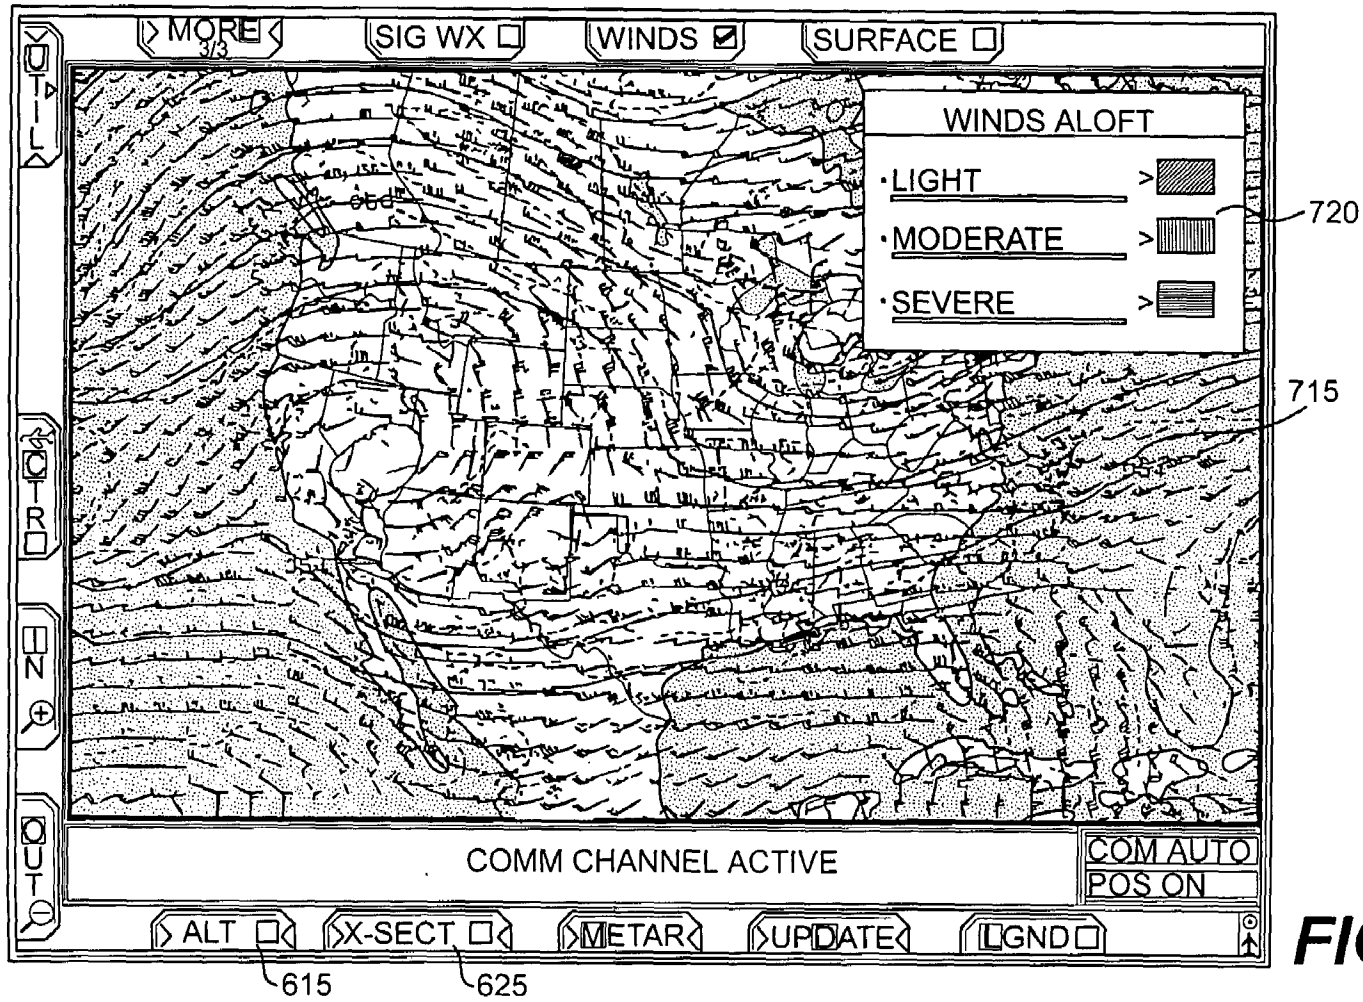 MORE
3/3
SIG WX
WINDS
SURFACE
UTIL
WINDS ALOFT
LIGHT >
MODERATE >
SEVERE >
720
715
CTR
IN
OUT
COMM CHANNEL ACTIVE
COM AUTO
POS ON
ALT
X-SECT
METAR
UPDATE
LGND
615
625